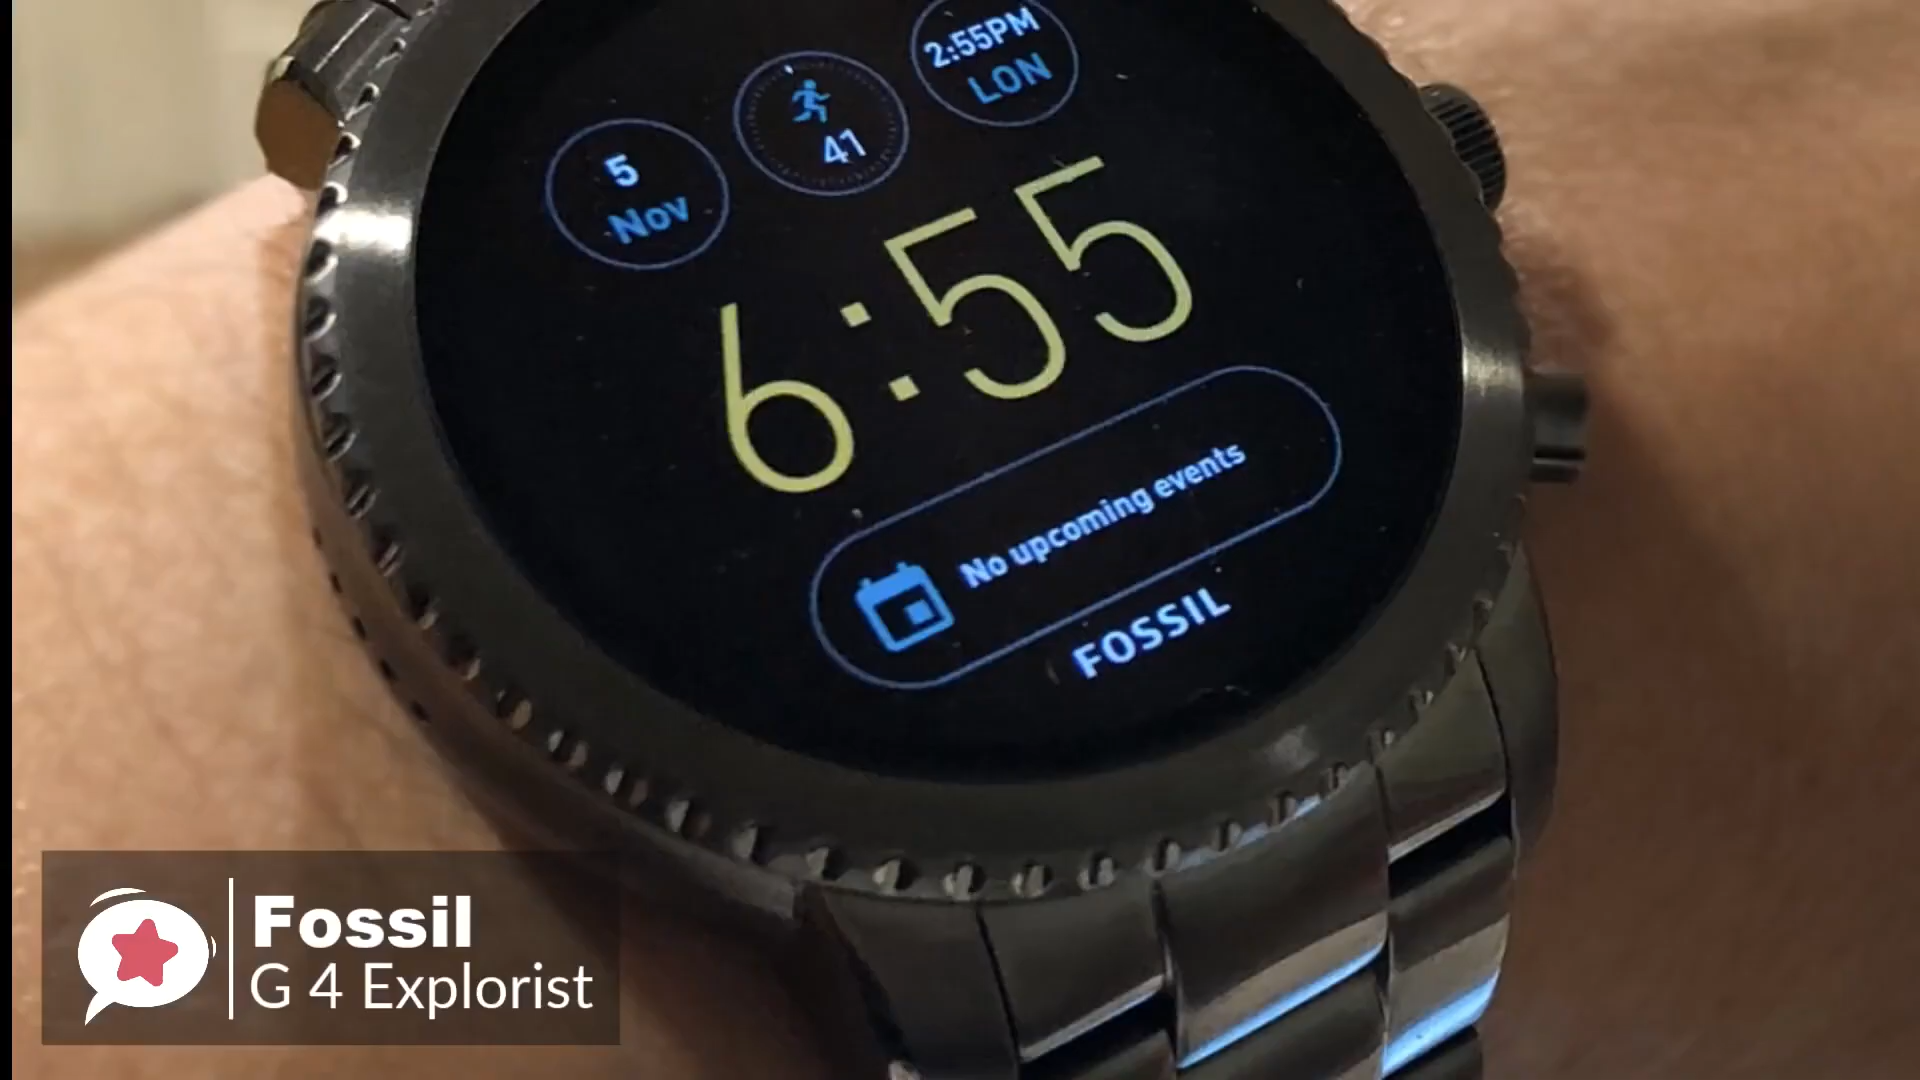 2:55PM
LON
41
5
Nov
6:55
No upcoming events
FOSSIL
Fossil
G 4 Explorist